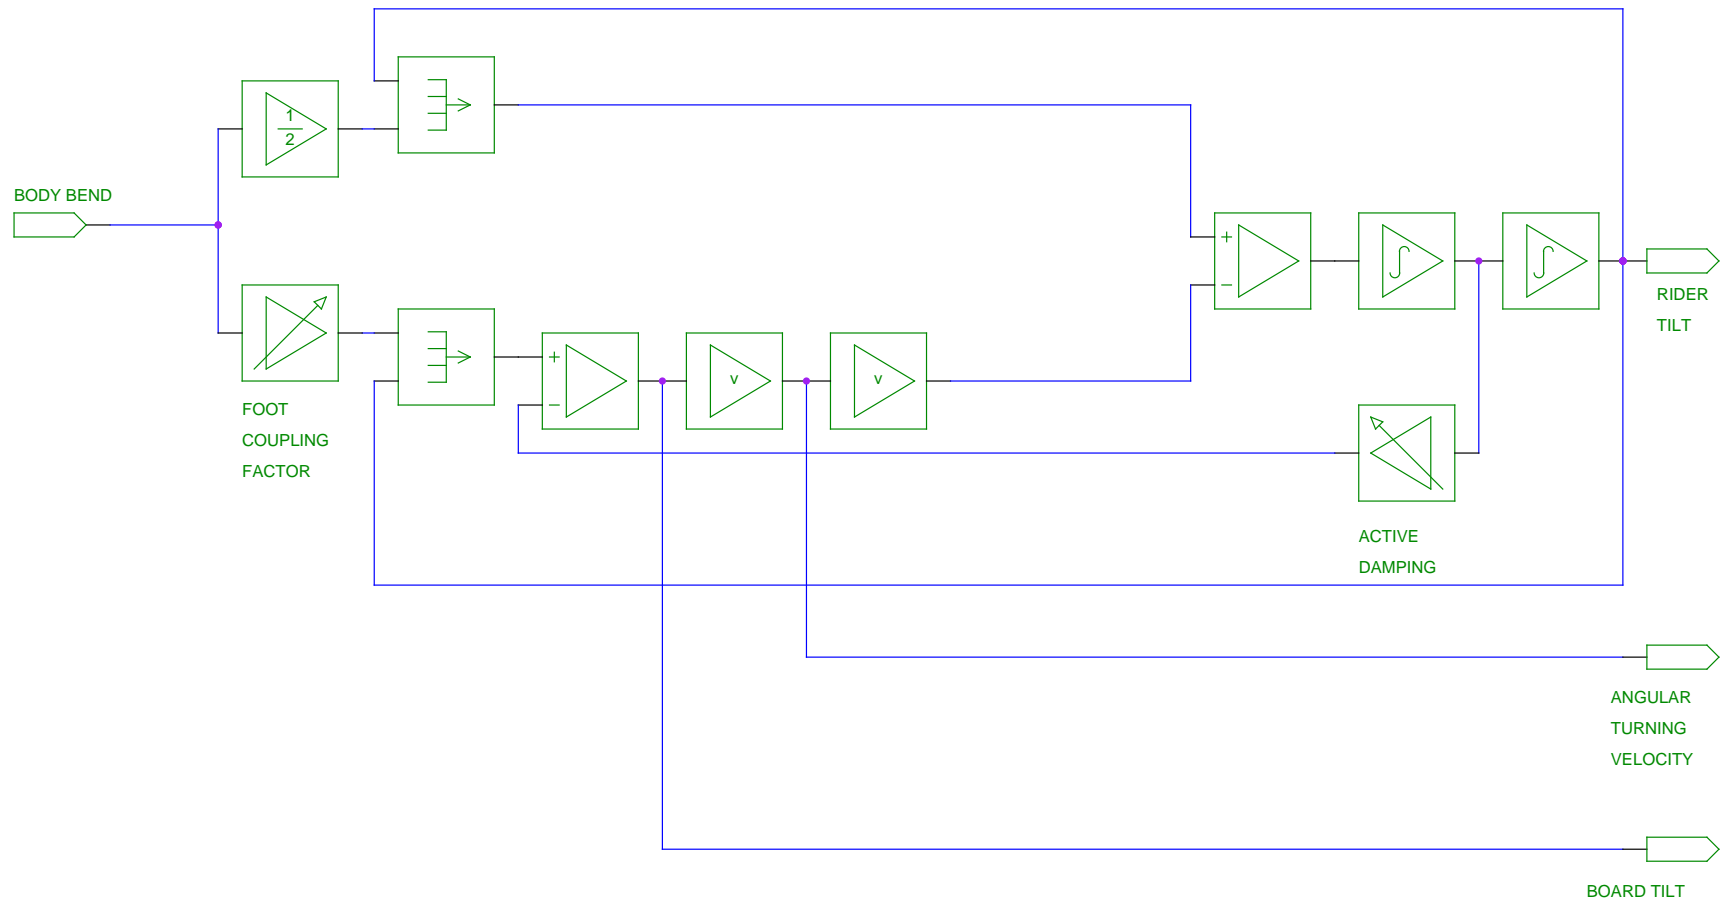 1
2
BODY BEND
+
−
∫
∫
RIDER
TILT
+
−
v
v
FOOT
COUPLING
FACTOR
ACTIVE
DAMPING
ANGULAR
TURNING
VELOCITY
BOARD TILT